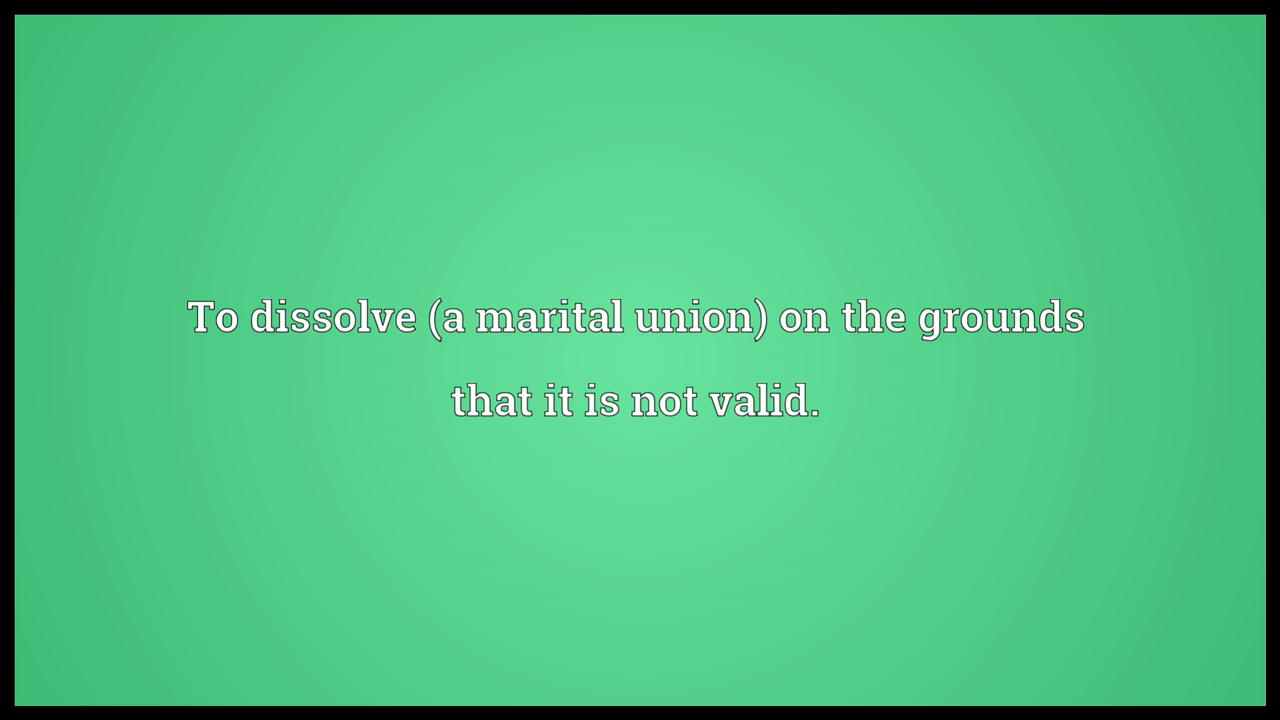 To dissolve (a marital union) on the grounds
that it is not valid.